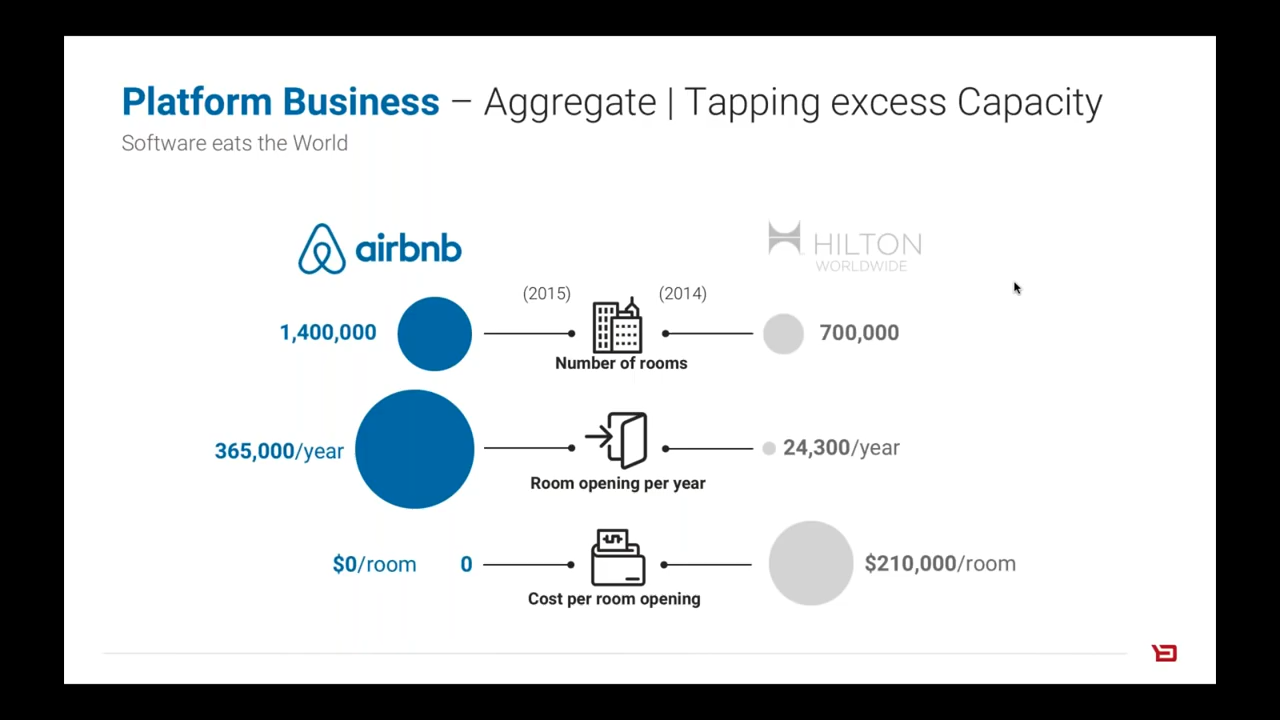 Platform Business – Aggregate | Tapping excess Capacity
Software eats the World
airbnb
HILTON
WORLDWIDE
(2015)
(2014)
1,400,000
700,000
Number of rooms
365,000/year
24,300/year
Room opening per year
$0/room
0
$210,000/room
Cost per room opening